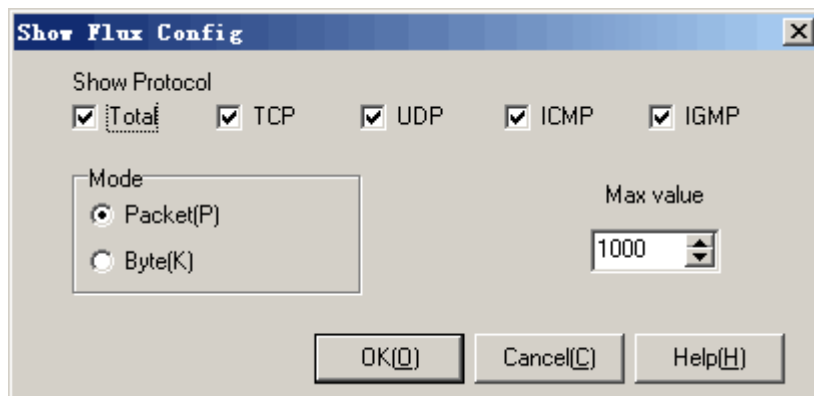 Show Flux Config
Show Protocol
Total TCP UDP ICMP IGMP
Mode
Packet(P)
Byte(K)
Max value
1000
OK(O) Cancel(C) Help(H)